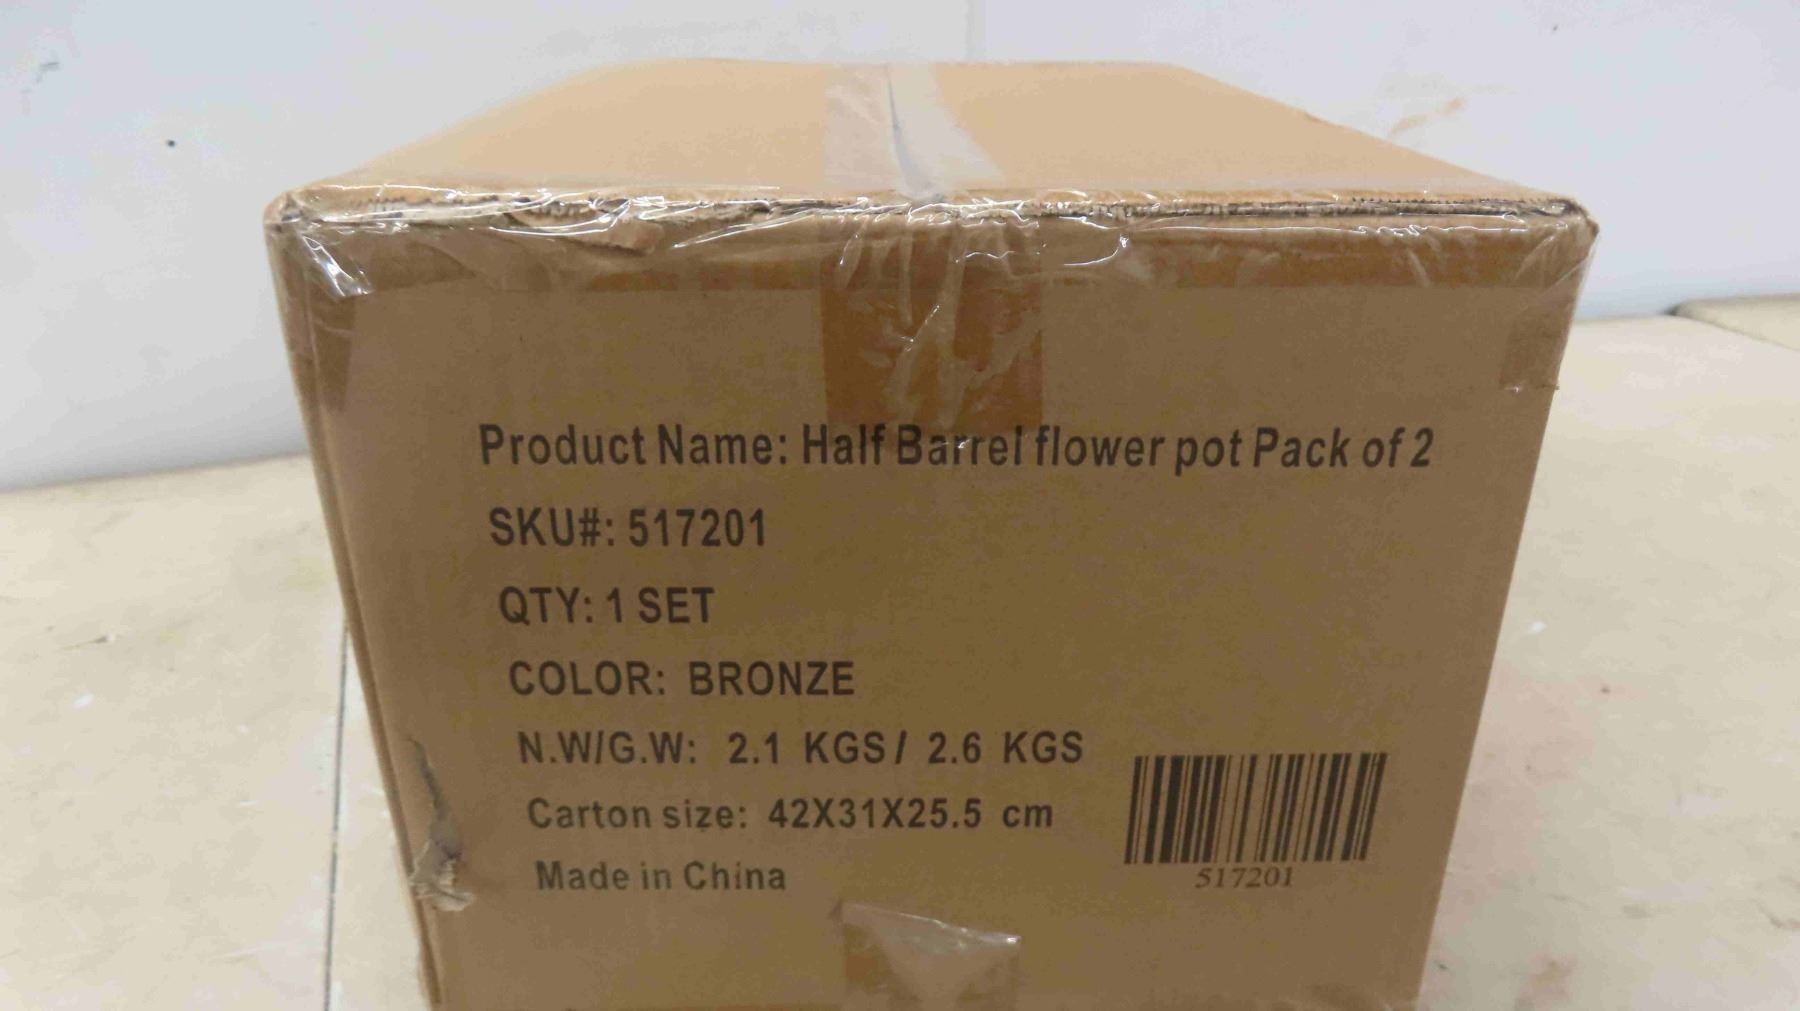 Product Name: Half Barrel flower pot Pack of 2
SKU#: 517201
QTY: 1 SET
COLOR: BRONZE
N.W/G.W: 2.1 KGS / 2.6 KGS
Carton size: 42X31X25.5 cm
Made in China
517201